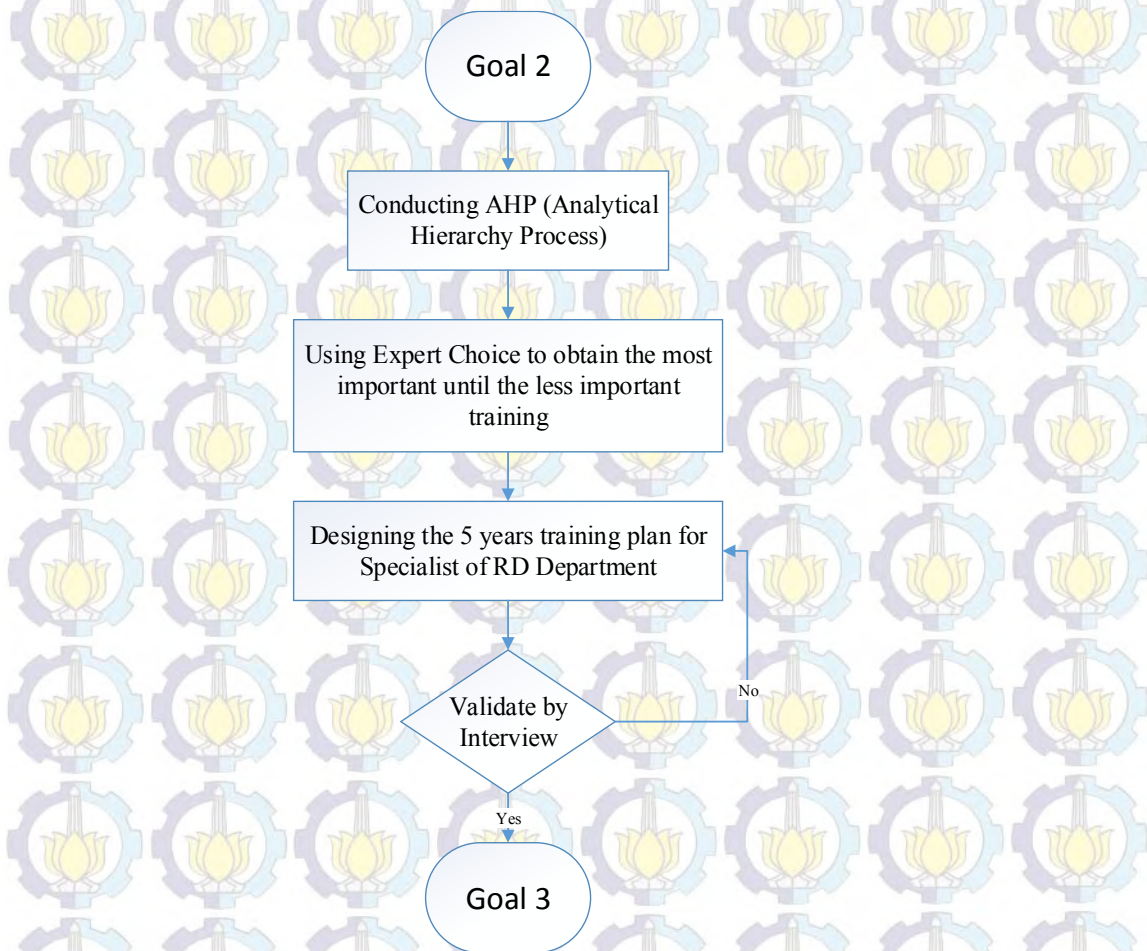 Goal 2
Conducting AHP (Analytical
Hierarchy Process)
Using Expert Choice to obtain the most
important until the less important
training
Designing the 5 years training plan for
Specialist of RD Department
Validate by
Interview
No
Yes
Goal 3